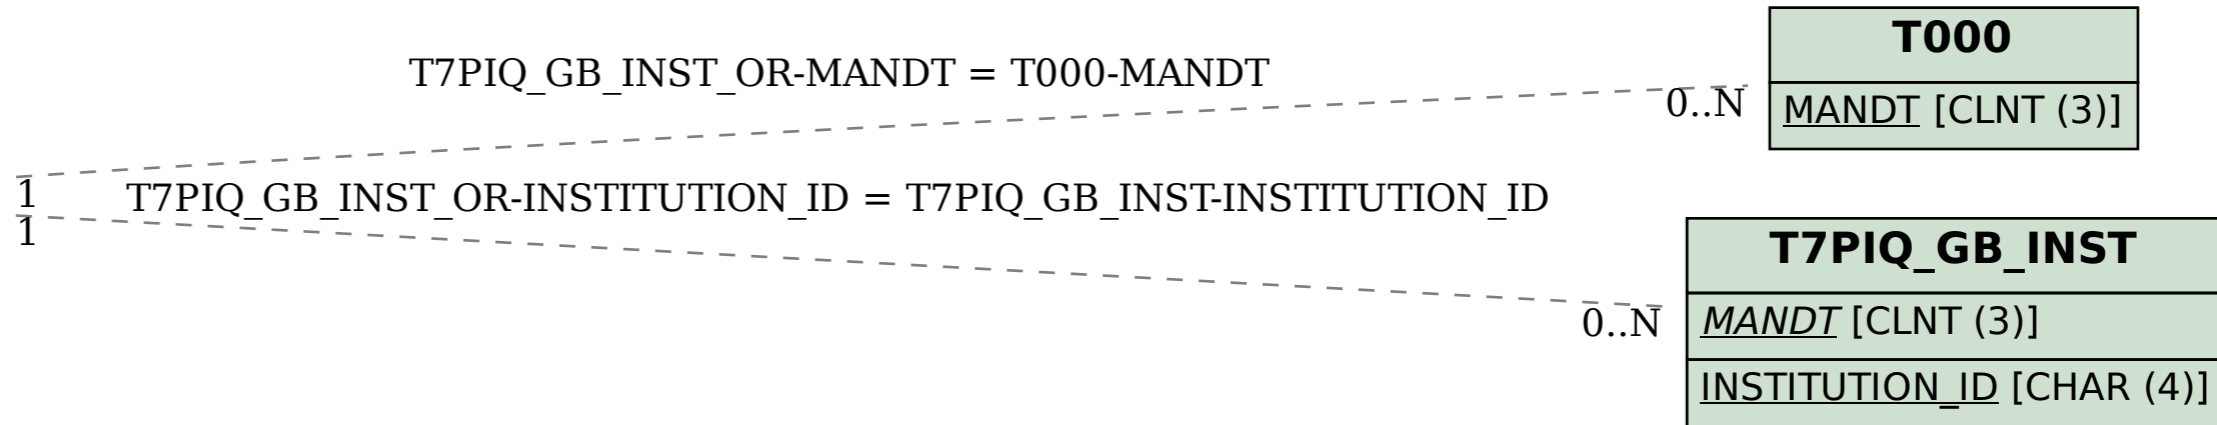 T000
T7PIQ_GB_INST_OR-MANDT = T000-MANDT
0..N
MANDT [CLNT (3)]
1
T7PIQ_GB_INST_OR-INSTITUTION_ID = T7PIQ_GB_INST-INSTITUTION_ID
1
T7PIQ_GB_INST
0..N
MANDT [CLNT (3)]
INSTITUTION_ID [CHAR (4)]